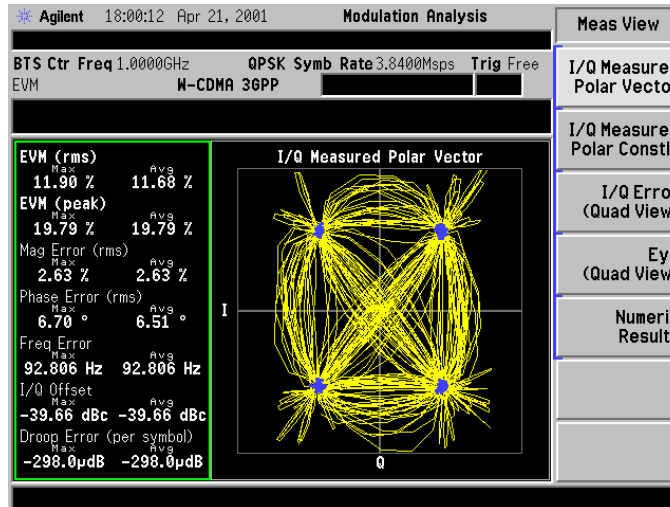 Agilent 18:00:12 Apr 21, 2001 Modulation Analysis
Meas View
BTS Ctr Freq 1.0000GHz QPSK Symb Rate 3.8400Msps Trig Free
EVM W-CDMA 3GPP
I/Q Measure
Polar Vecto
I/Q Measure
Polar Constl
I/Q Erro
(Quad View
Ey
(Quad View
Numeri
Result
EVM (rms)
Max Avg
11.90 % 11.68 %
EVM (peak)
Max Avg
19.79 % 19.79 %
Mag Error (rms)
Max Avg
2.63 % 2.63 %
Phase Error (rms)
Max Avg
6.70 ° 6.51 °
Freq Error
Max Avg
92.806 Hz 92.806 Hz
I/Q Offset
Max Avg
-39.66 dBc -39.66 dBc
Droop Error (per symbol)
Max Avg
-298.0µdB -298.0µdB
I/Q Measured Polar Vector
I
Q